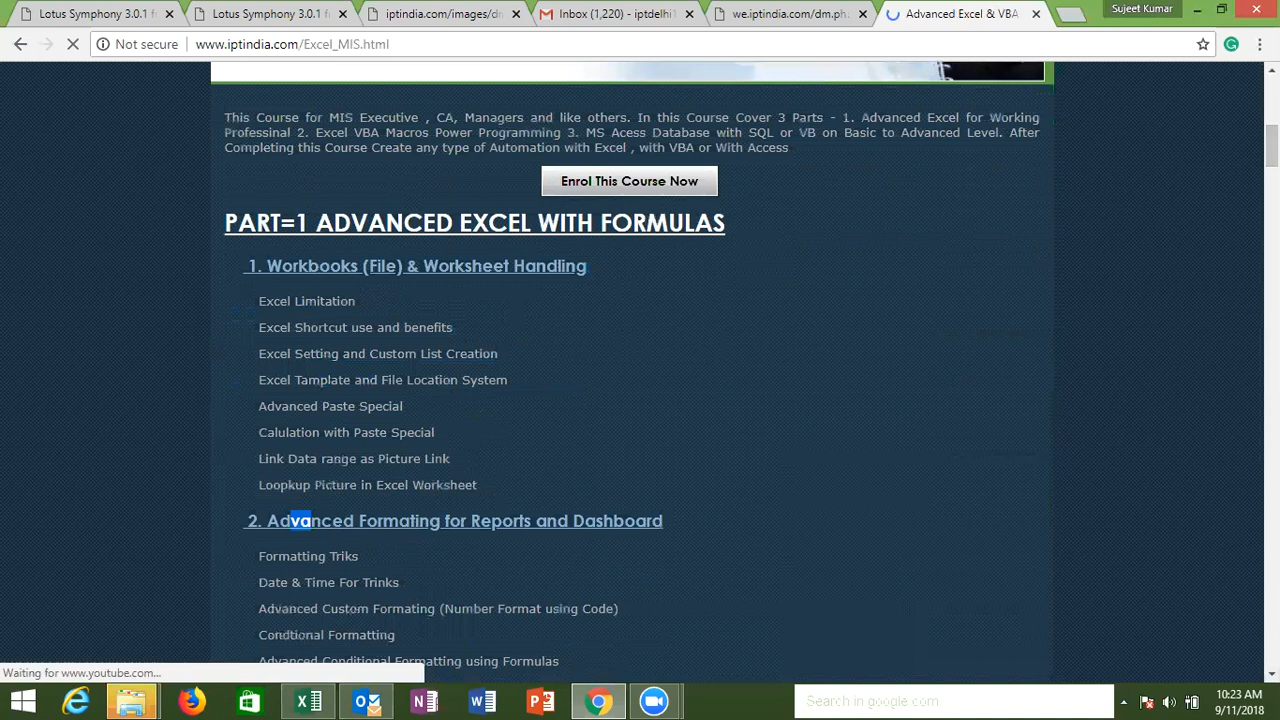 Lotus Symphony 3.0.1 f
Lotus Symphony 3.0.1 f
iptindia.com/images/dr
Inbox (1,220) - iptdelhi1
we.iptindia.com/dm.ph
Advanced Excel & VBA
Sujeet Kumar
Not secure
www.iptindia.com/Excel_MIS.html
This Course for MIS Executive , CA, Managers and like others. In this Course Cover 3 Parts - 1. Advanced Excel for Working
Professinal 2. Excel VBA Macros Power Programming 3. MS Acess Database with SQL or VB on Basic to Advanced Level. After
Completing this Course Create any type of Automation with Excel , with VBA or With Access
Enrol This Course Now
PART=1 ADVANCED EXCEL WITH FORMULAS
1. Workbooks (File) & Worksheet Handling
Excel Limitation
Excel Shortcut use and benefits
Excel Setting and Custom List Creation
Excel Tamplate and File Location System
Advanced Paste Special
Calulation with Paste Special
Link Data range as Picture Link
Loopkup Picture in Excel Worksheet
2. Advanced Formating for Reports and Dashboard
Formatting Triks
Date & Time For Trinks
Advanced Custom Formating (Number Format using Code)
Conditional Formatting
Advanced Conditional Formatting using Formulas
Waiting for www.youtube.com...
Search in google.com
10:23 AM
9/11/2018